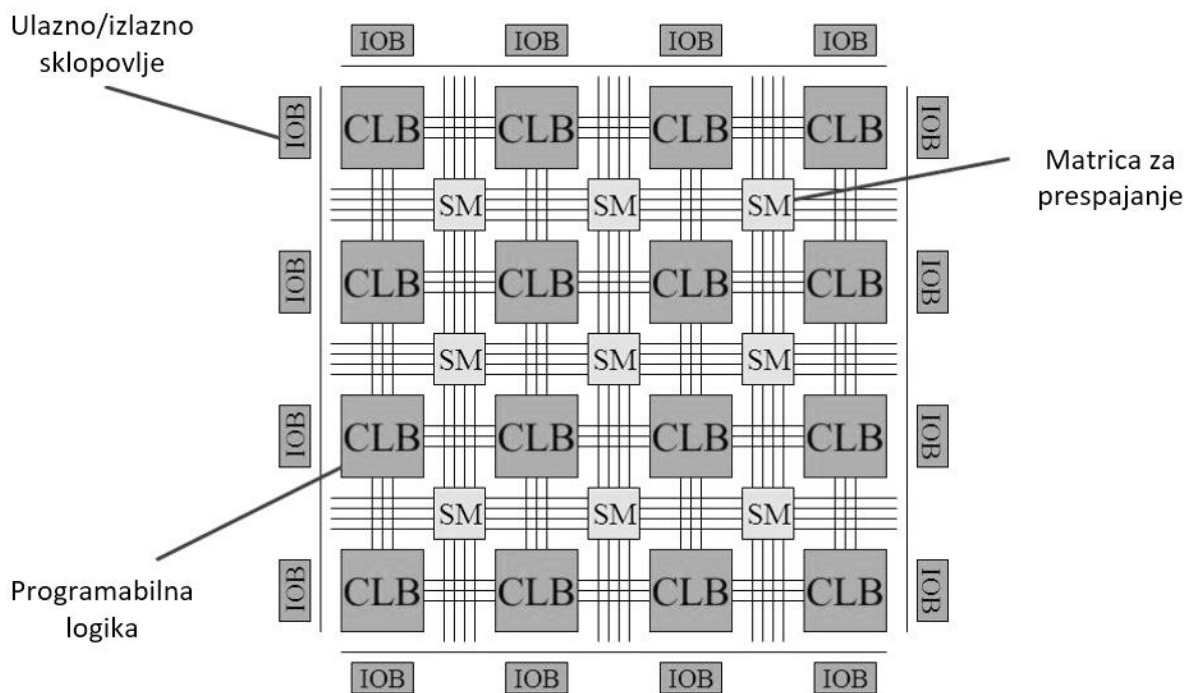 Ulazno/izlazno
sklopovlje
IOB IOB IOB IOB
IOB CLB CLB CLB CLB IOB
Matrica za
prespajanje
SM SM SM
IOB CLB CLB CLB CLB IOB
SM SM SM
IOB CLB CLB CLB CLB IOB
SM SM SM
Programabilna
logika
IOB CLB CLB CLB CLB IOB
IOB IOB IOB IOB